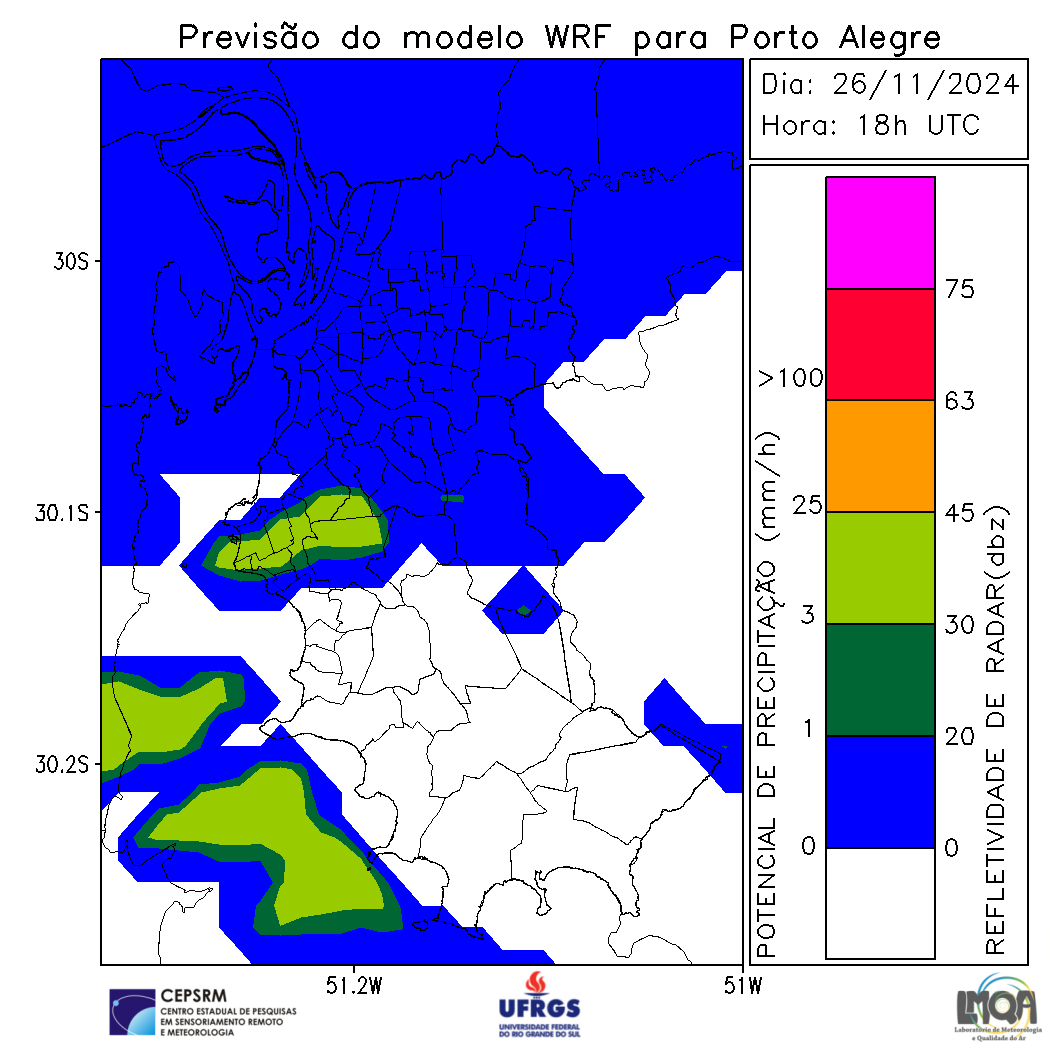 Previsão do modelo WRF para Porto Alegre
Dia: 26/11/2024
Hora: 18h UTC
30S
30.1S
30.2S
51.2W
51W
>100
25
3
1
0
75
63
45
30
20
0
POTENCIAL DE PRECIPITAÇÃO (mm/h)
REFLETIVIDADE DE RADAR(dbz)
CEPSRM
CENTRO ESTADUAL DE PESQUISAS
EM SENSORIAMENTO REMOTO
E METEOROLOGIA
UFRGS
UNIVERSIDADE FEDERAL
DO RIO GRANDE DO SUL
LMQA
Laboratório de Meteorologia
e Qualidade do Ar